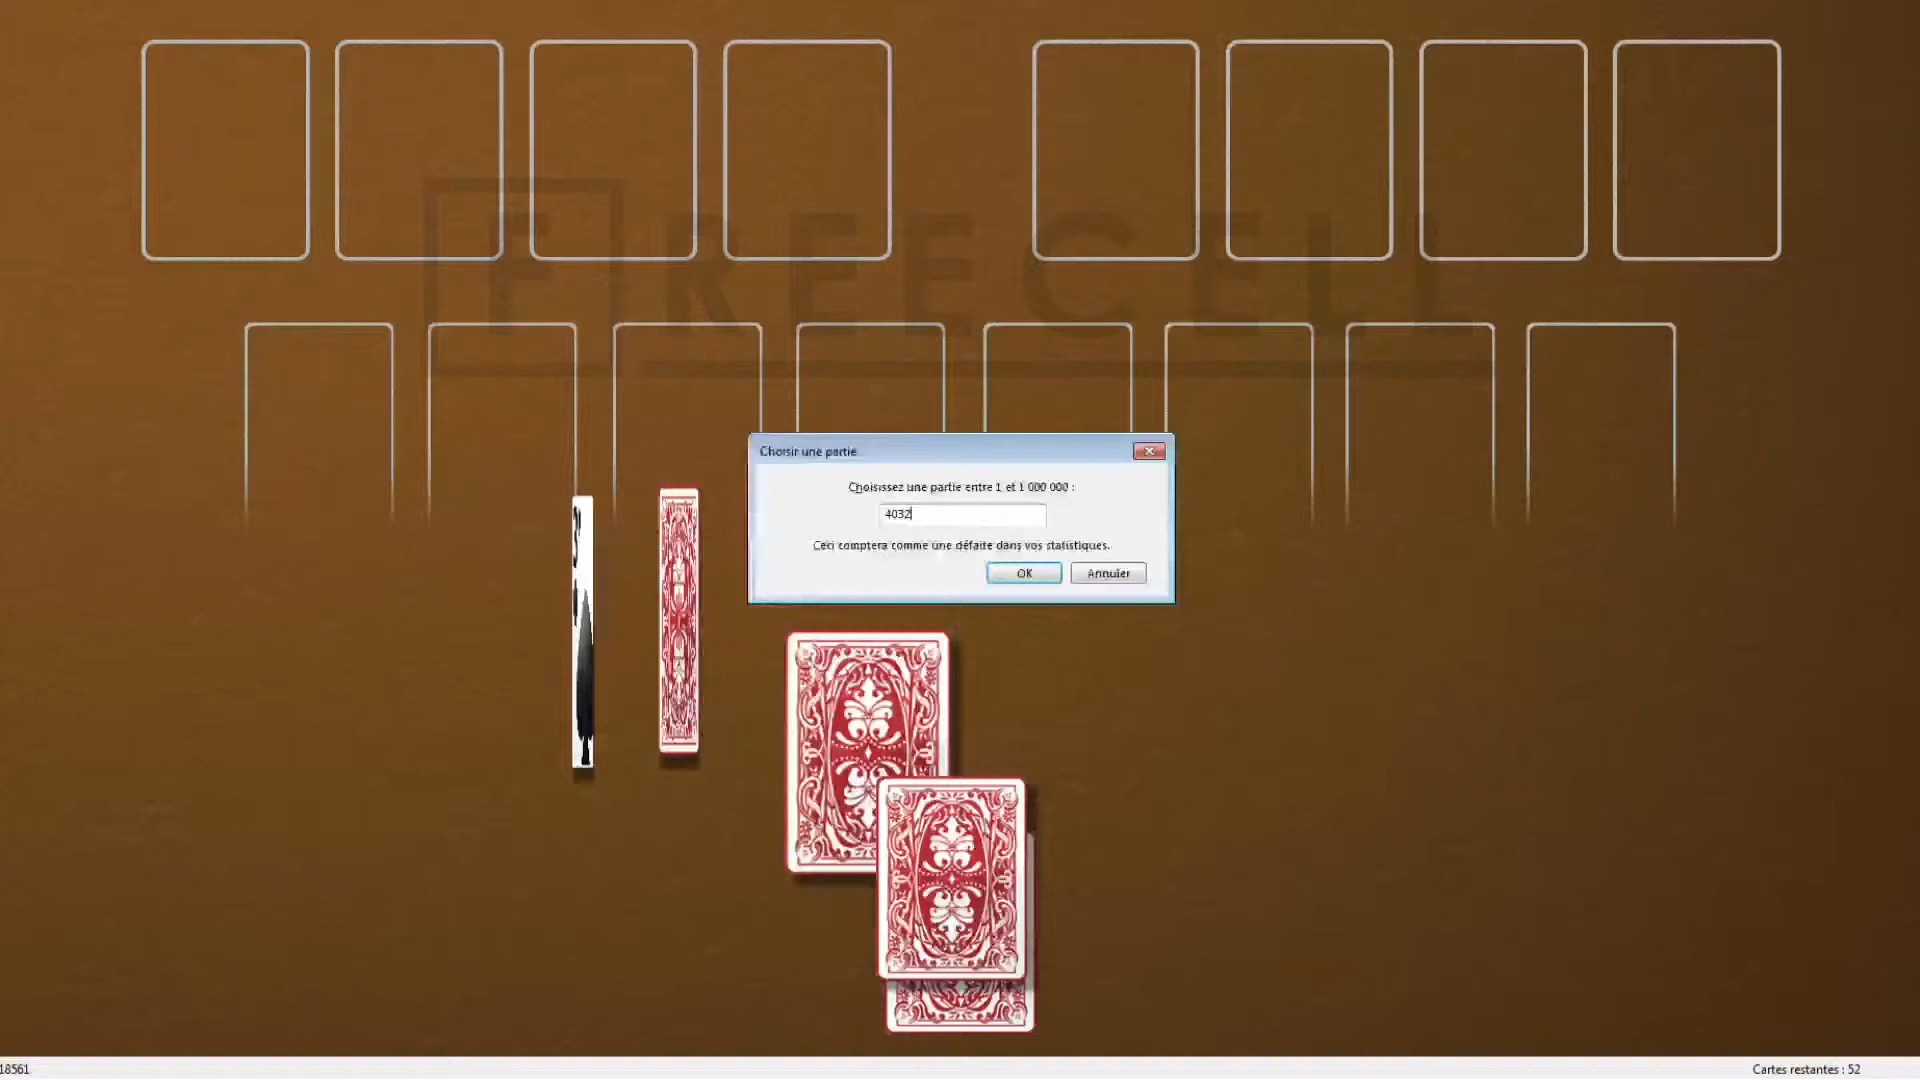 FREECELL
Choisir une partie
Choisissez une partie entre 1 et 1 000 000 :
4032
Ceci comptera comme une défaite dans vos statistiques.
OK
Annuler
18561
Cartes restantes : 52